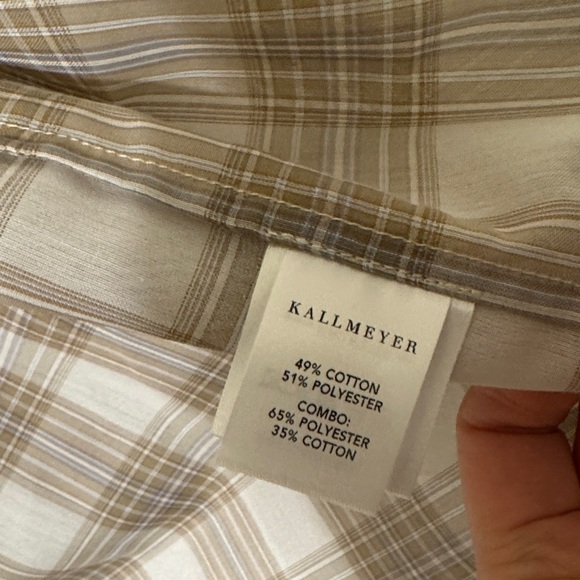 KALLMEYER
49% COTTON
51% POLYESTER
COMBO:
65% POLYESTER
35% COTTON